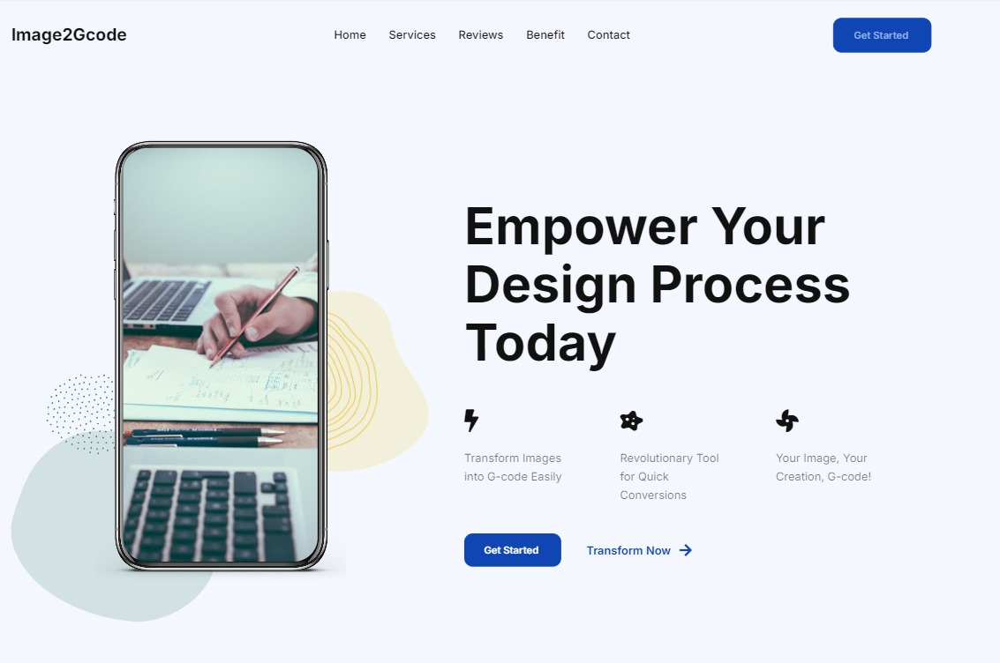 Image2Gcode
Home Services Reviews Benefit Contact
Get Started
Empower Your
Design Process
Today
Transform Images
into G-code Easily
Revolutionary Tool
for Quick
Conversions
Your Image, Your
Creation, G-code!
Get Started
Transform Now